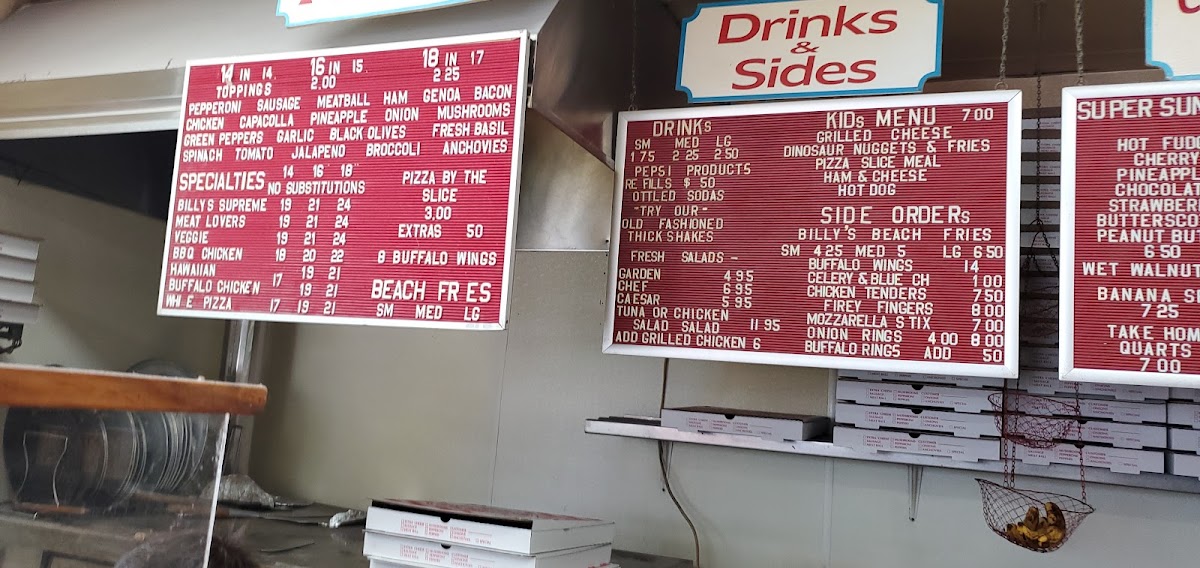 14 IN 14 16 IN 15 18 IN 17
TOPPINGS 2.00 2 25
PEPPERONI SAUSAGE MEATBALL HAM GENOA BACON
CHICKEN CAPACOLLA PINEAPPLE ONION MUSHROOMS
GREEN PEPPERS GARLIC BLACK OLIVES FRESH BASIL
SPINACH TOMATO JALAPENO BROCCOLI ANCHOVIES
14 16" 18"
SPECIALTIES NO SUBSTITUTIONS
BILLY'S SUPREME 19 21 24
MEAT LOVERS 19 21 24
VEGGIE 19 21 24
BBQ CHICKEN 18 20 22
HAWAIIAN 17 19 21
BUFFALO CHICKEN 19 21
WHI E PIZZA 17 19 21
PIZZA BY THE
SLICE
3.00
EXTRAS 50
8 BUFFALO WINGS
BEACH FR ES
SM MED LG
Drinks
&
Sides
DRINKs
SM MED LG
1 75 2 25 2 50
PEPSI PRODUCTS
RE FILLS $ 50
OTTLED SODAS
-TRY OUR-
OLD FASHIONED
THICK SHAKES
FRESH SALADS -
GARDEN 4 95
CHEF 6 95
CAESAR 5 95
TUNA OR CHICKEN
SALAD SALAD 11 95
ADD GRILLED CHICKEN 6
KIDs MENU 7 00
GRILLED CHEESE
DINOSAUR NUGGETS & FRIES
PIZZA SLICE MEAL
HAM & CHEESE
HOT DOG
SIDE ORDERs
BILLY'S BEACH FRIES
SM 4 25 MED 5 LG 6 50
BUFFALO WINGS 14
CELERY & BLUE CH 1 00
CHICKEN TENDERS 7 50
FIREY FINGERS 8 00
MOZZARELLA STIX 7 00
ONION RINGS 4 00 8 00
BUFFALO RINGS ADD 50
SUPER SUN
HOT FUDG
CHERRY
PINEAPPL
CHOCOLAT
STRAWBER
BUTTERSCO
PEANUT BUT
6 50
WET WALNUT
BANANA S
7 25
TAKE HOM
QUARTS
7 00